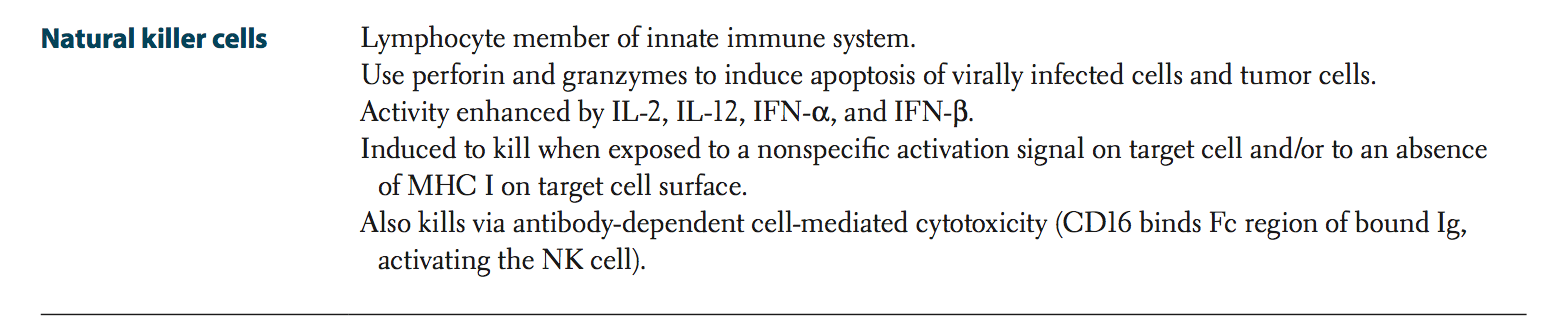 Natural killer cells
Lymphocyte member of innate immune system.
Use perforin and granzymes to induce apoptosis of virally infected cells and tumor cells.
Activity enhanced by IL-2, IL-12, IFN-α, and IFN-β.
Induced to kill when exposed to a nonspecific activation signal on target cell and/or to an absence
of MHC I on target cell surface.
Also kills via antibody-dependent cell-mediated cytotoxicity (CD16 binds Fc region of bound Ig,
activating the NK cell).